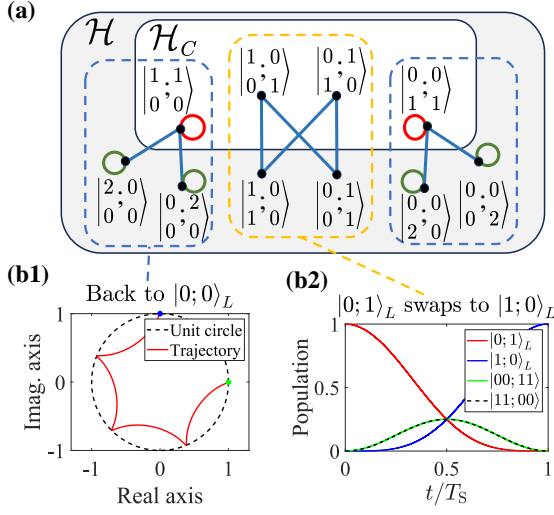 (a)
ℋ
ℋ_C
|1;1 0 0⟩
|1;0 0 1⟩
|0;1 1 0⟩
|0;0 1 1⟩
|2;0 0 0⟩
|0;2 0 0⟩
|1;0 1 0⟩
|0;1 0 1⟩
|0;0 2 0⟩
|0;0 0 2⟩
(b1)
Back to |0;0⟩_L
Unit circle
Trajectory
Imag. axis
1
0
-1
-1 0 1
Real axis
(b2)
|0;1⟩_L swaps to |1;0⟩_L
|0;1⟩_L
|1;0⟩_L
|00;11⟩
|11;00⟩
Population
1
0.5
0
0 0.5 1
t/T_S